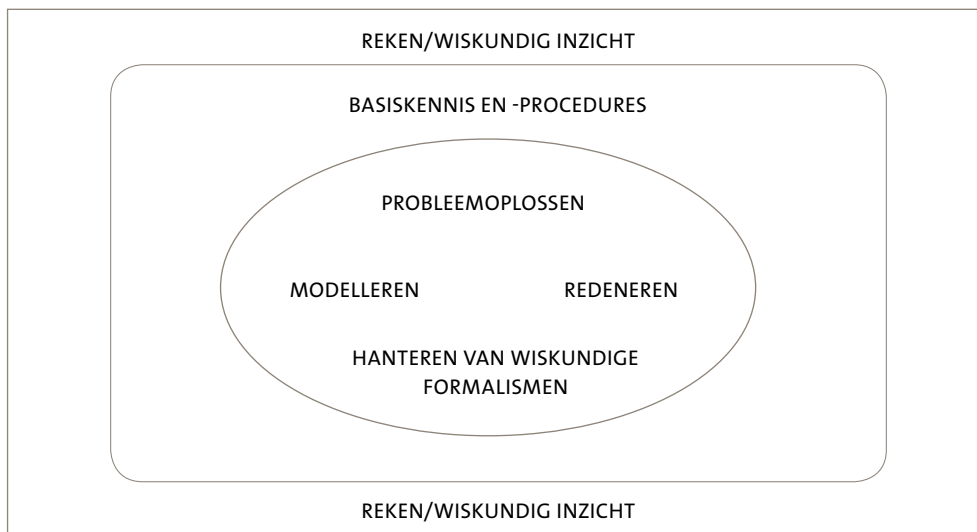 REKEN/WISKUNDIG INZICHT
BASISKENNIS EN -PROCEDURES
PROBLEEMOPLOSSEN
MODELLEREN REDENEREN
HANTEREN VAN WISKUNDIGE
FORMALISMEN
REKEN/WISKUNDIG INZICHT